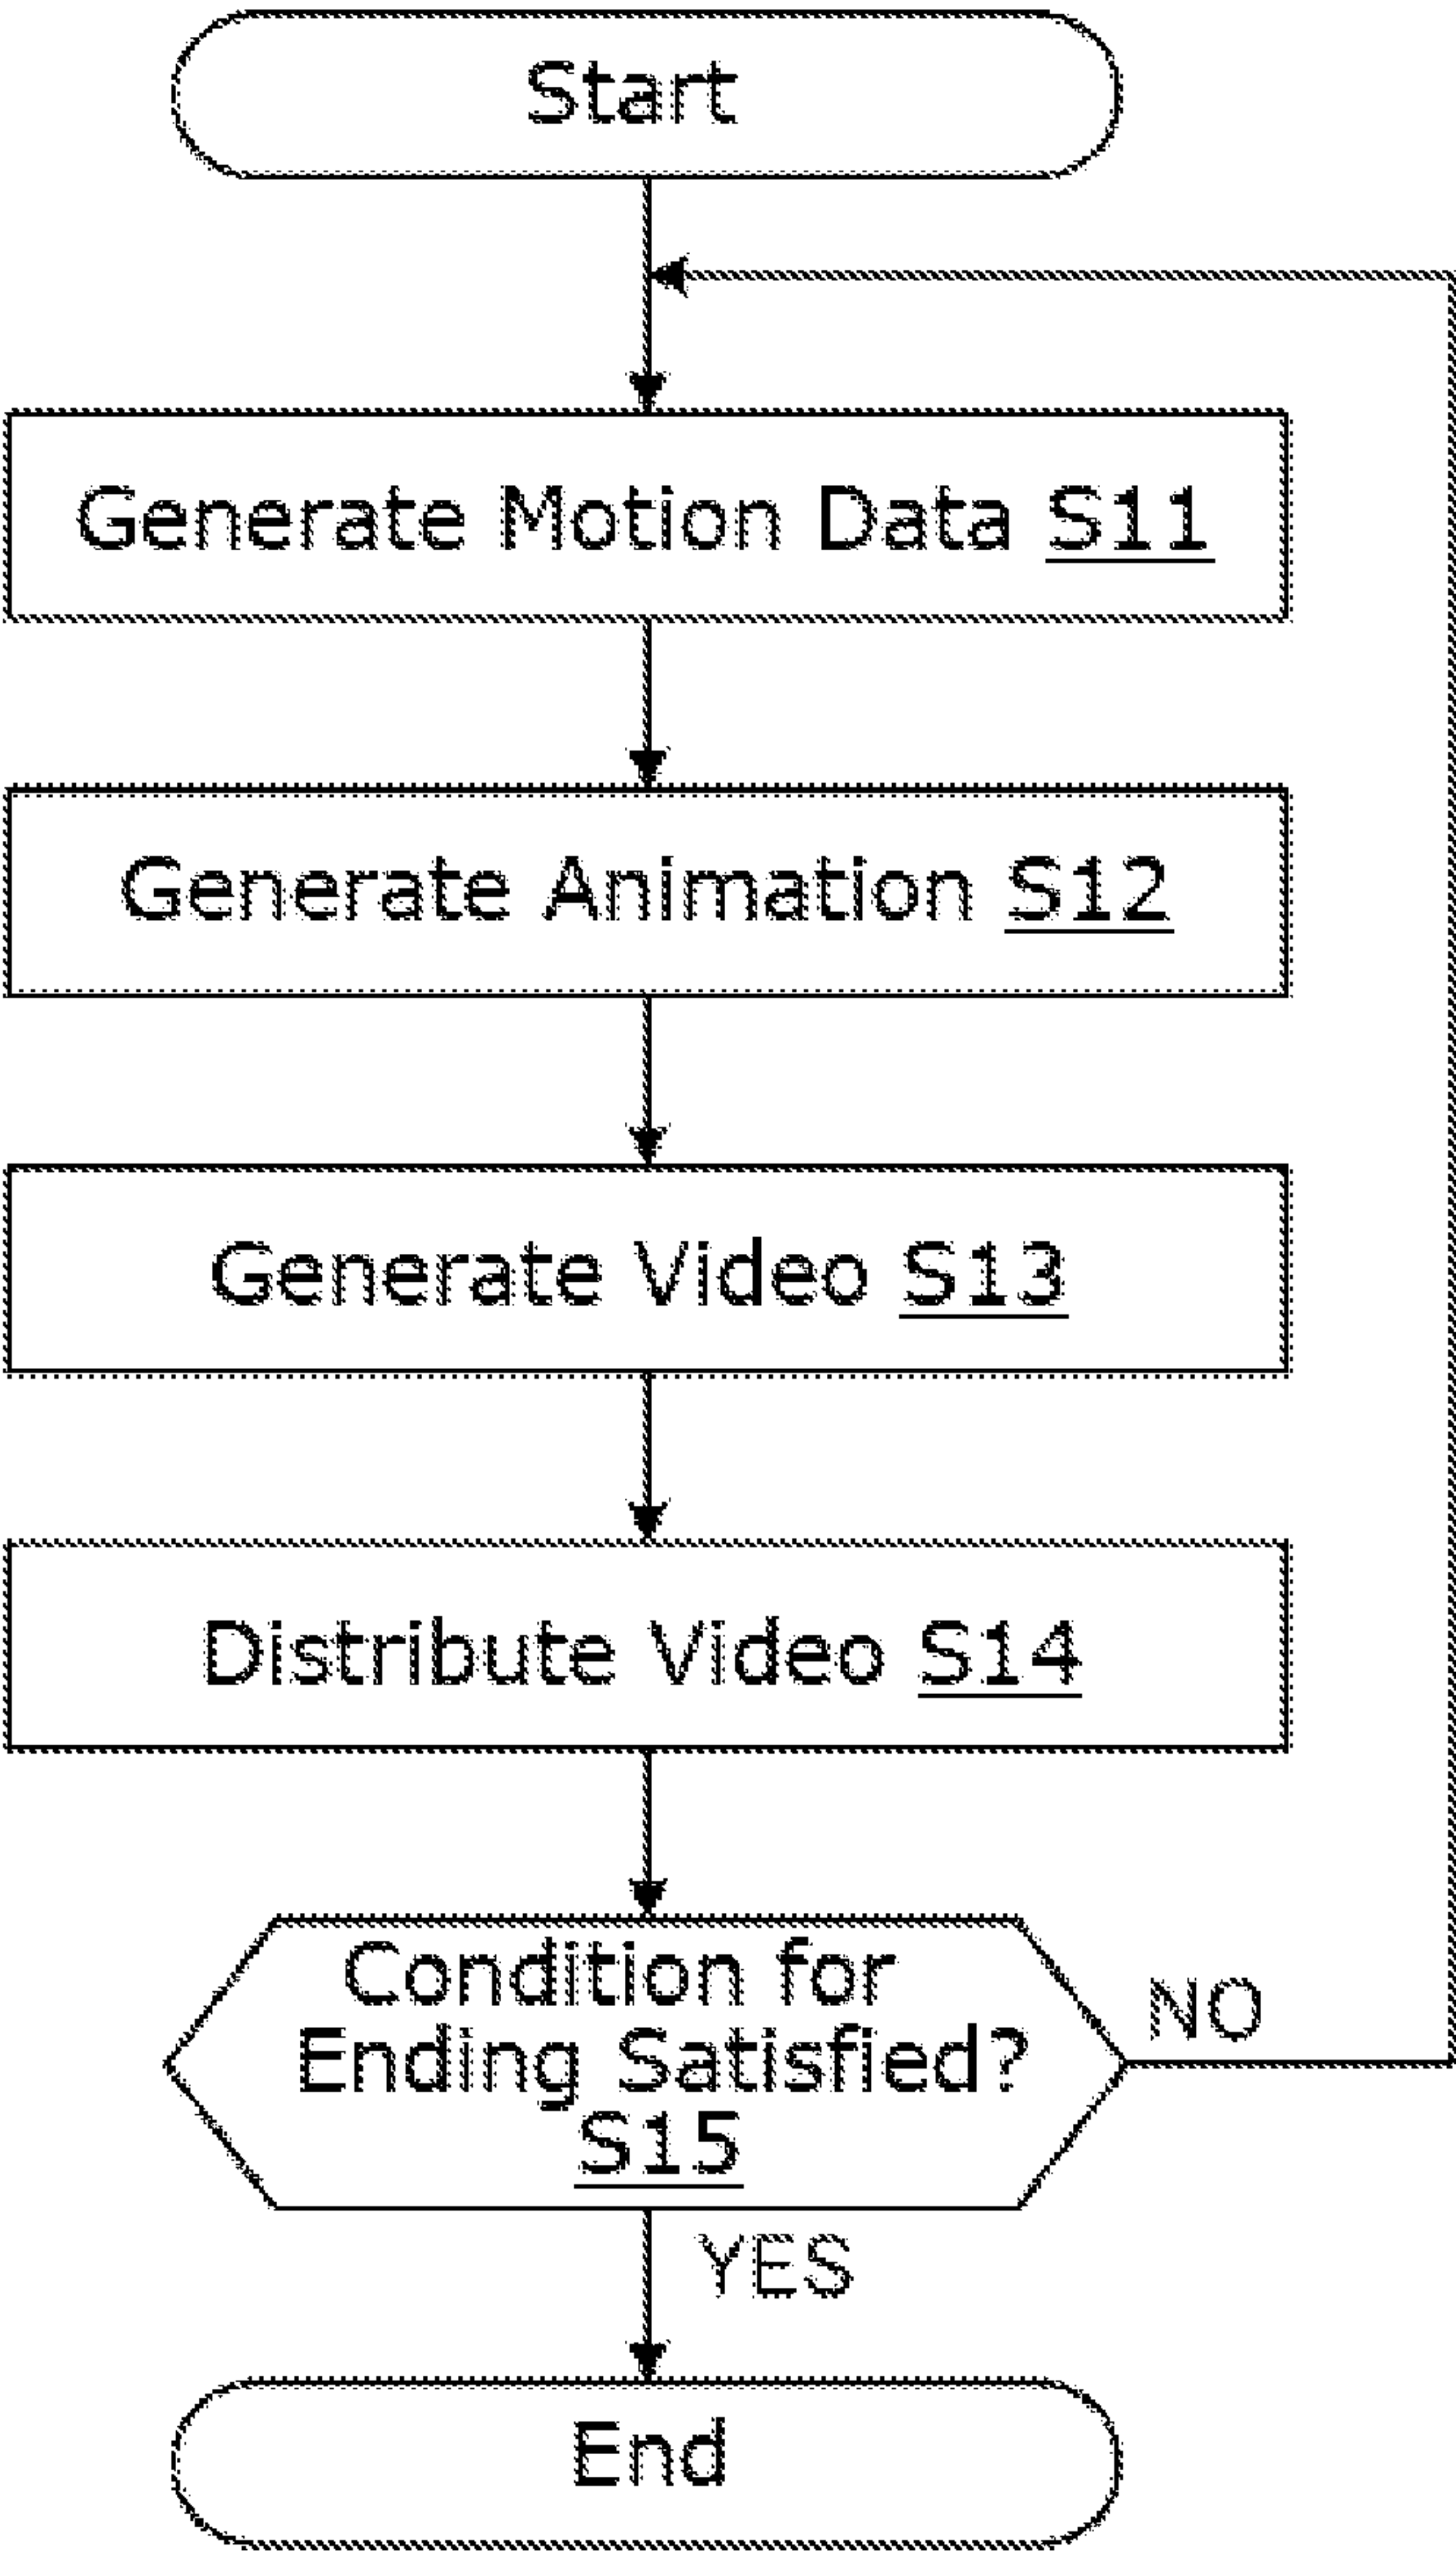 Start
Generate Motion Data S11
Generate Animation S12
Generate Video S13
Distribute Video S14
Condition for
Ending Satisfied?
S15
NO
YES
End